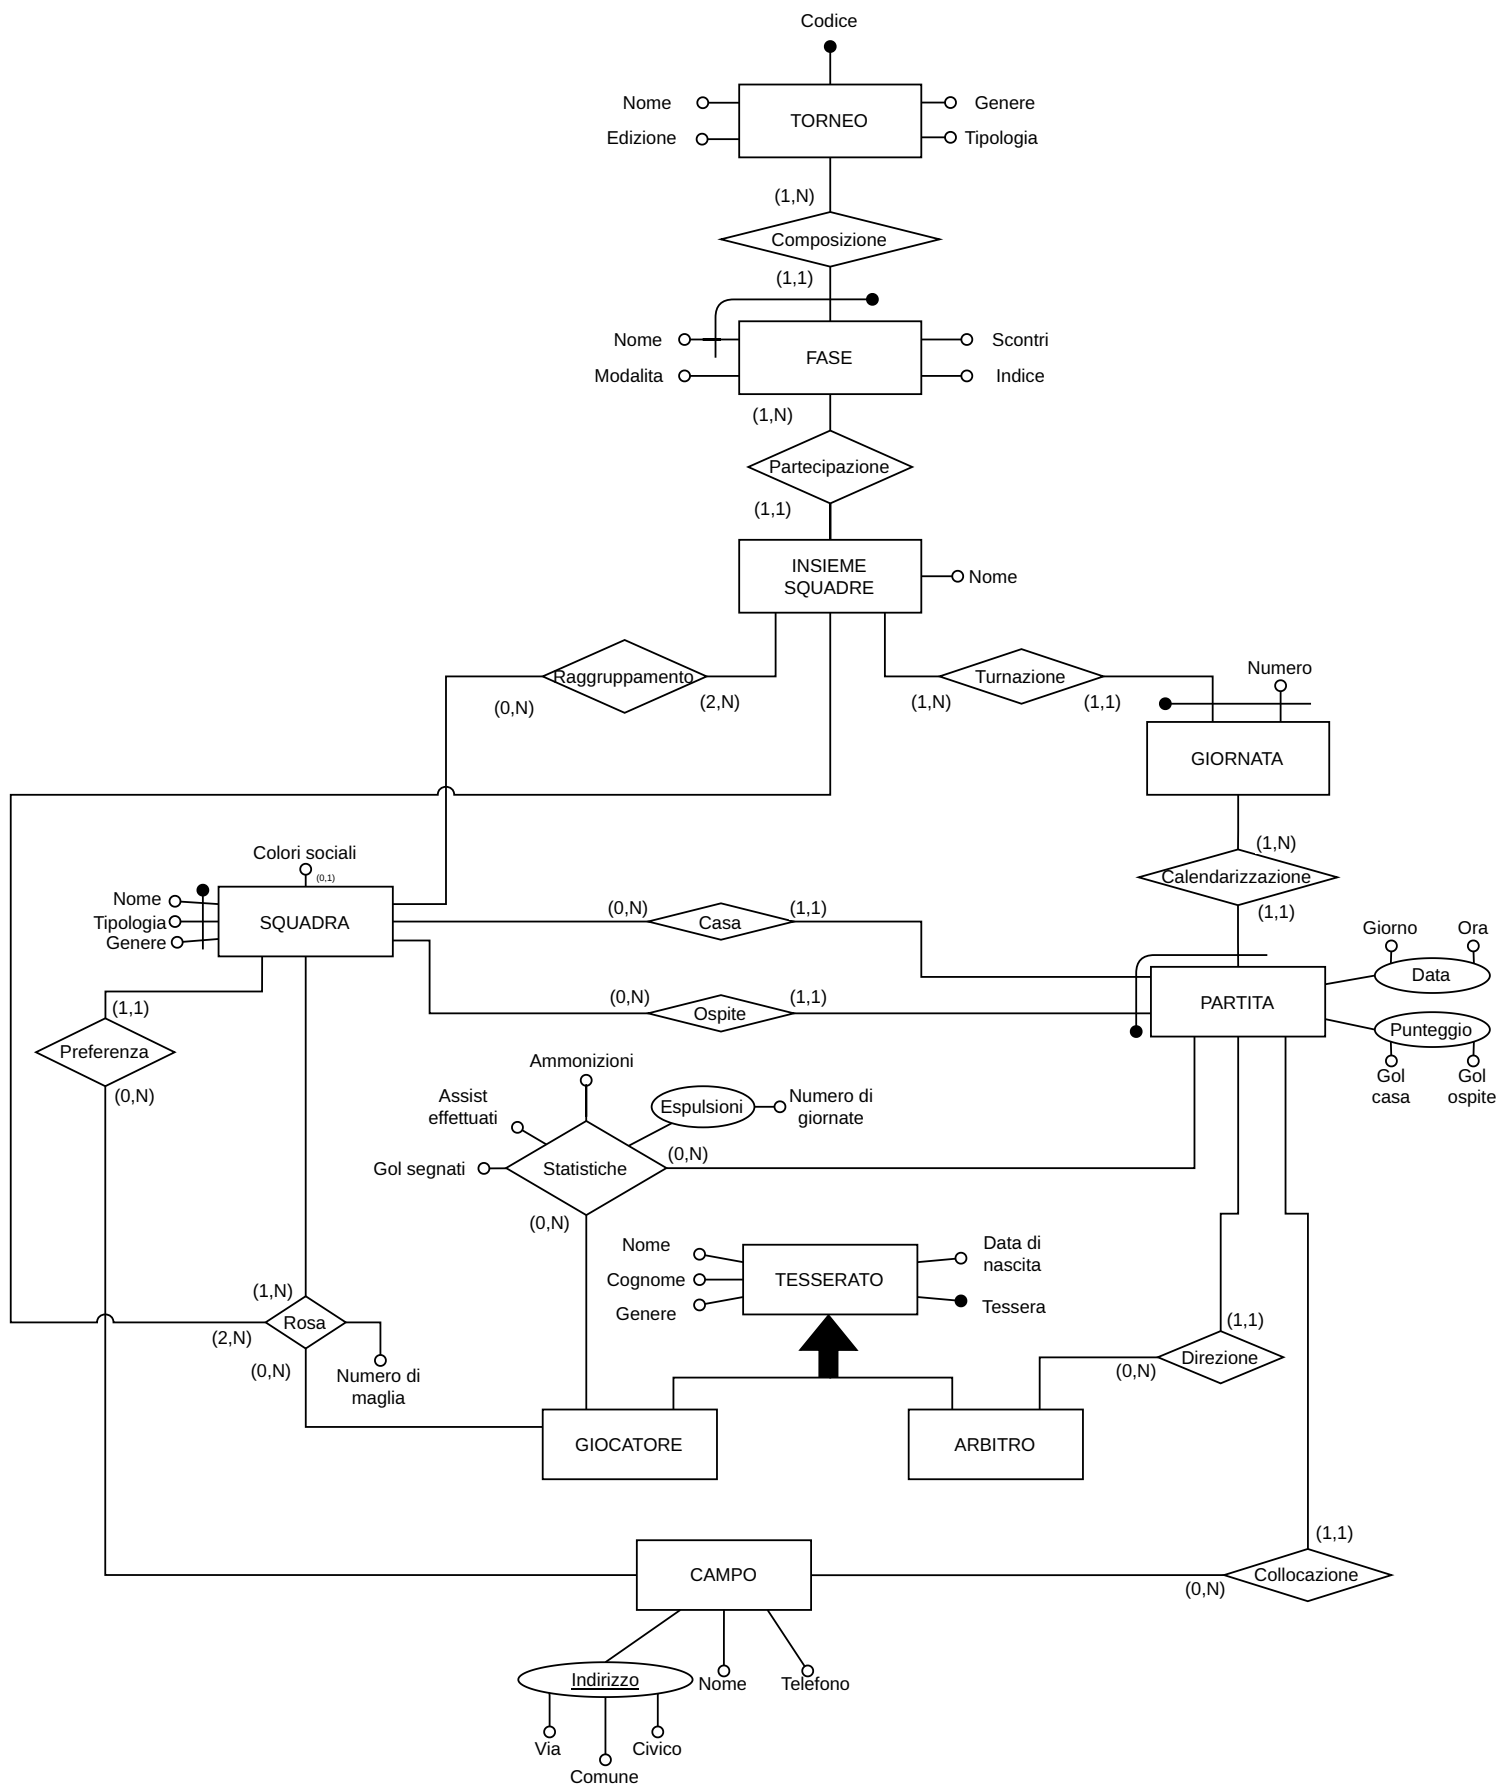 Codice
Nome
Genere
TORNEO
Edizione
Tipologia
(1,N)
Composizione
(1,1)
Nome
Scontri
FASE
Modalita
Indice
(1,N)
Partecipazione
(1,1)
INSIEME
SQUADRE
Nome
Raggruppamento
Turnazione
Numero
(0,N)
(2,N)
(1,N)
(1,1)
GIORNATA
(1,N)
Calendarizzazione
(1,1)
Colori sociali
(0,1)
Nome
Tipologia
Genere
SQUADRA
(0,N)
Casa
(1,1)
Giorno
Ora
Data
(0,N)
Ospite
(1,1)
PARTITA
Punteggio
Gol
casa
Gol
ospite
(1,1)
Preferenza
(0,N)
Ammonizioni
Assist
effettuati
Espulsioni
Numero di
giornate
Gol segnati
Statistiche
(0,N)
(0,N)
Nome
Cognome
Genere
TESSERATO
Data di
nascita
Tessera
(1,N)
Rosa
(2,N)
(0,N)
Numero di
maglia
(1,1)
Direzione
(0,N)
GIOCATORE
ARBITRO
(1,1)
CAMPO
Collocazione
(0,N)
Indirizzo
Nome
Telefono
Via
Civico
Comune